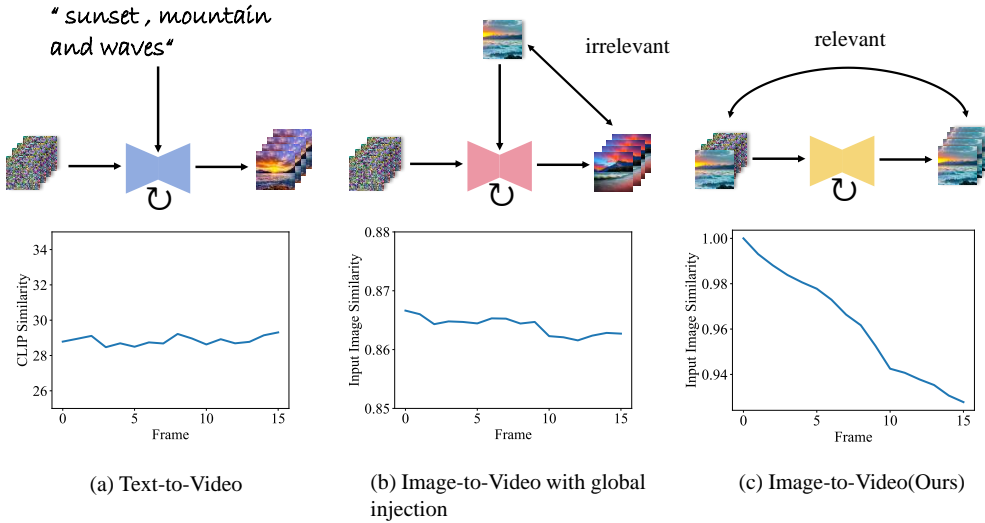 “ sunset , mountain
and waves“
irrelevant
relevant
34
32
30
28
26
CLIP Similarity
0
5
10
15
Frame
0.88
0.87
0.86
0.85
Input Image Similarity
0
5
10
15
Frame
1.00
0.98
0.96
0.94
Input Image Similarity
0
5
10
15
Frame
(a) Text-to-Video
(b) Image-to-Video with global
injection
(c) Image-to-Video(Ours)